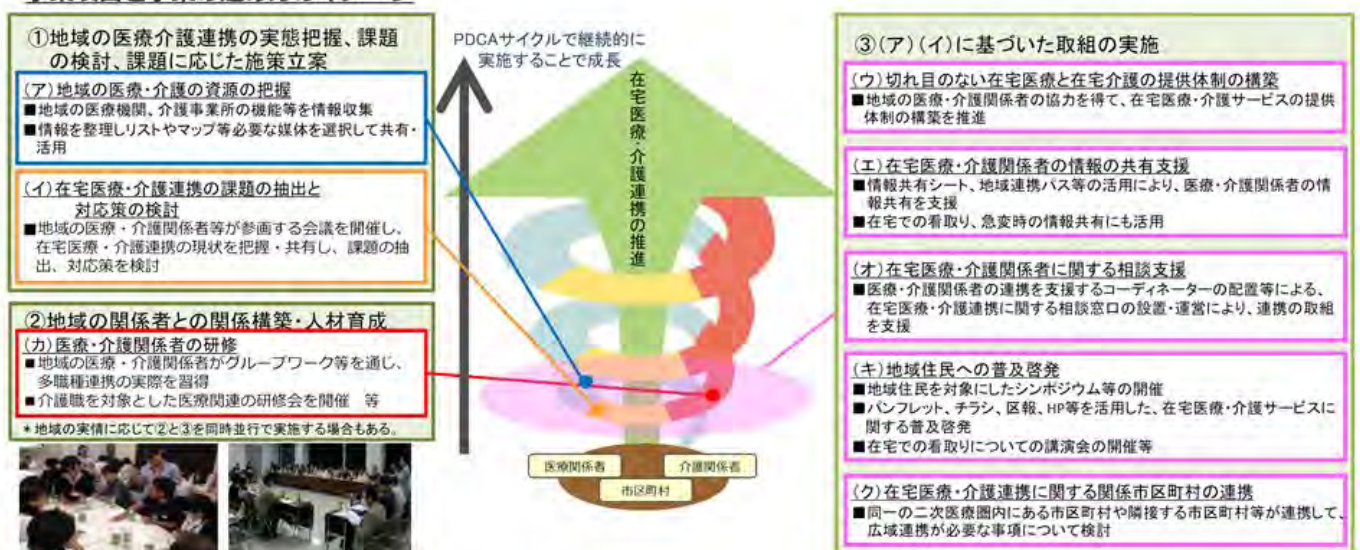 ①地域の医療介護連携の実態把握、課題
の検討、課題に応じた施策立案
(ア)地域の医療・介護の資源の把握
■地域の医療機関、介護事業所の機能等を情報収集
■情報を整理しリストやマップ等必要な媒体を選択して共有・
活用
(イ)在宅医療・介護連携の課題の抽出と
対応策の検討
■地域の医療・介護関係者等が参画する会議を開催し、
在宅医療・介護連携の現状を把握・共有し、課題の抽
出、対応策を検討
②地域の関係者との関係構築・人材育成
(カ)医療・介護関係者の研修
■地域の医療・介護関係者がグループワーク等を通じ、
多職種連携の実際を習得
■介護職を対象とした医療関連の研修会を開催 等
*地域の実情に応じて②と③を同時並行で実施する場合もある。
PDCAサイクルで継続的に
実施することで成長
在宅医療・介護連携の推進
医療関係者
介護関係者
市区町村
③(ア)(イ)に基づいた取組の実施
(ウ)切れ目のない在宅医療と在宅介護の提供体制の構築
■地域の医療・介護関係者の協力を得て、在宅医療・介護サービスの提供
体制の構築を推進
(エ)在宅医療・介護関係者の情報の共有支援
■情報共有シート、地域連携パス等の活用により、医療・介護関係者の情
報共有を支援
■在宅での看取り、急変時の情報共有にも活用
(オ)在宅医療・介護関係者に関する相談支援
■医療・介護関係者の連携を支援するコーディネーターの配置等による、
在宅医療・介護連携に関する相談窓口の設置・運営により、連携の取組
を支援
(キ)地域住民への普及啓発
■地域住民を対象にしたシンポジウム等の開催
■パンフレット、チラシ、区報、HP等を活用した、在宅医療・介護サービスに
関する普及啓発
■在宅での看取りについての講演会の開催等
(ク)在宅医療・介護連携に関する関係市区町村の連携
■同一の二次医療圏内にある市区町村や隣接する市区町村等が連携して、
広域連携が必要な事項について検討